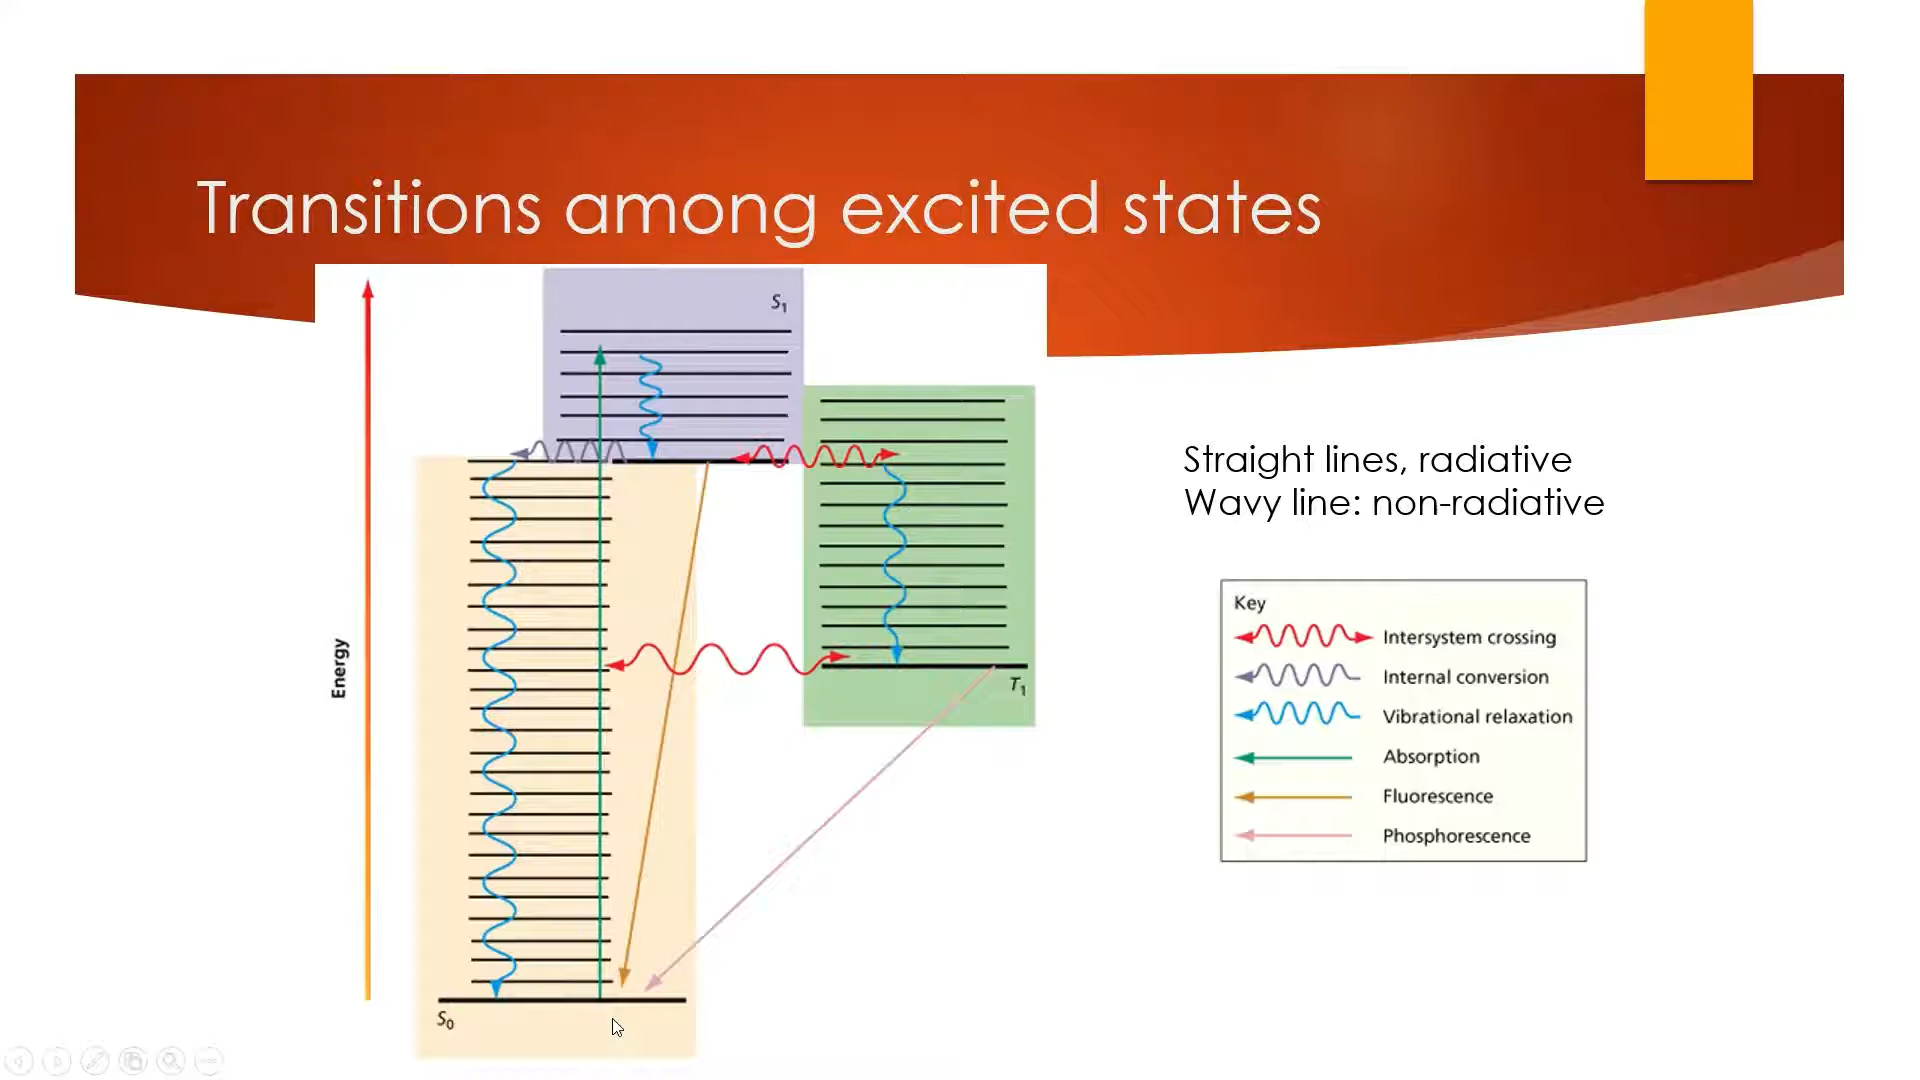 Transitions among excited states
S₁
Straight lines, radiative
Wavy line: non-radiative
Energy
T₁
S₀
Key
Intersystem crossing
Internal conversion
Vibrational relaxation
Absorption
Fluorescence
Phosphorescence